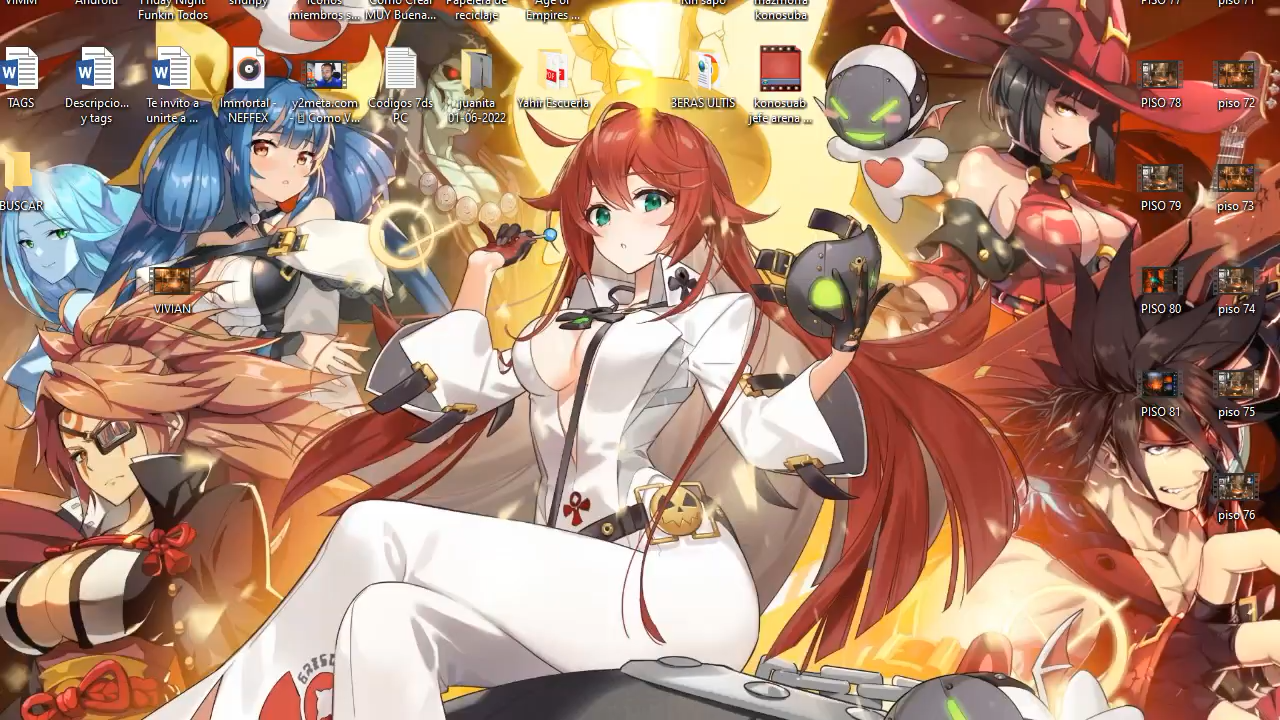 VIMM
Android
Friday Night
Funkin Todos
shunpy
iconos
miembros s...
Como Crear
MUY Buena...
Papelera de
reciclaje
Age of
Empires ...
Rin sapo
mazmorra
konosuba
PISO 77
piso 71
TAGS
Descripcio...
y tags
Te invito a
unirte a ...
Immortal -
NEFFEX
y2meta.com
- Como V...
Codigos 7ds
PC
juanita
01-06-2022
Yahir Escuella
3ERAS ULTIS
konosuab
jefe arena ...
PISO 78
piso 72
BUSCAR
PISO 79
piso 73
VIVIAN
PISO 80
piso 74
PISO 81
piso 75
piso 76